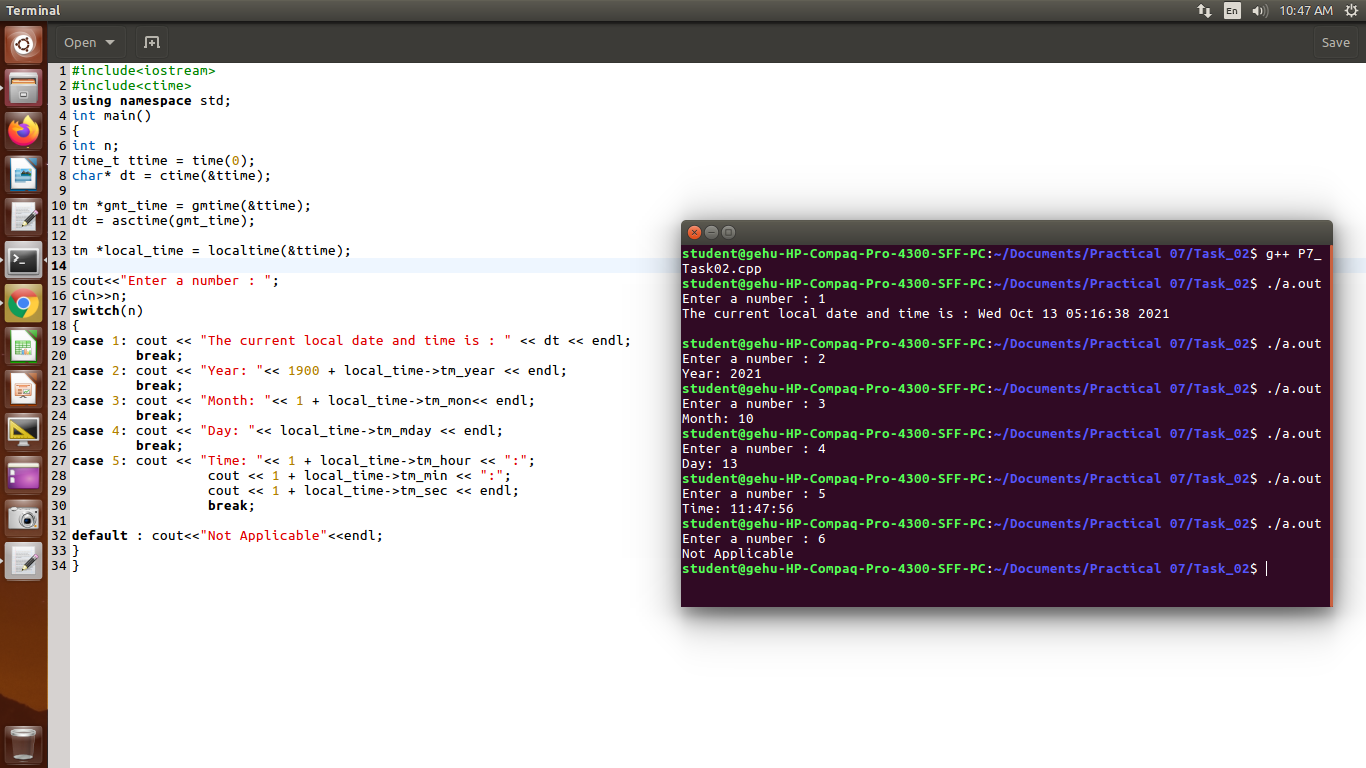 Terminal
En
10:47 AM
Open
Save
1 #include<iostream>
2 #include<ctime>
3 using namespace std;
4 int main()
5 {
6 int n;
7 time_t ttime = time(0);
8 char* dt = ctime(&ttime);
9
10 tm *gmt_time = gmtime(&ttime);
11 dt = asctime(gmt_time);
12
13 tm *local_time = localtime(&ttime);
14
15 cout<<"Enter a number : ";
16 cin>>n;
17 switch(n)
18 {
19 case 1: cout << "The current local date and time is : " << dt << endl;
20         break;
21 case 2: cout << "Year: "<< 1900 + local_time->tm_year << endl;
22         break;
23 case 3: cout << "Month: "<< 1 + local_time->tm_mon<< endl;
24         break;
25 case 4: cout << "Day: "<< local_time->tm_mday << endl;
26         break;
27 case 5: cout << "Time: "<< 1 + local_time->tm_hour << ":";
28                  cout << 1 + local_time->tm_min << ":";
29                  cout << 1 + local_time->tm_sec << endl;
30                  break;
31
32 default : cout<<"Not Applicable"<<endl;
33 }
34 }
student@gehu-HP-Compaq-Pro-4300-SFF-PC:~/Documents/Practical 07/Task_02$ g++ P7_
Task02.cpp
student@gehu-HP-Compaq-Pro-4300-SFF-PC:~/Documents/Practical 07/Task_02$ ./a.out
Enter a number : 1
The current local date and time is : Wed Oct 13 05:16:38 2021
student@gehu-HP-Compaq-Pro-4300-SFF-PC:~/Documents/Practical 07/Task_02$ ./a.out
Enter a number : 2
Year: 2021
student@gehu-HP-Compaq-Pro-4300-SFF-PC:~/Documents/Practical 07/Task_02$ ./a.out
Enter a number : 3
Month: 10
student@gehu-HP-Compaq-Pro-4300-SFF-PC:~/Documents/Practical 07/Task_02$ ./a.out
Enter a number : 4
Day: 13
student@gehu-HP-Compaq-Pro-4300-SFF-PC:~/Documents/Practical 07/Task_02$ ./a.out
Enter a number : 5
Time: 11:47:56
student@gehu-HP-Compaq-Pro-4300-SFF-PC:~/Documents/Practical 07/Task_02$ ./a.out
Enter a number : 6
Not Applicable
student@gehu-HP-Compaq-Pro-4300-SFF-PC:~/Documents/Practical 07/Task_02$